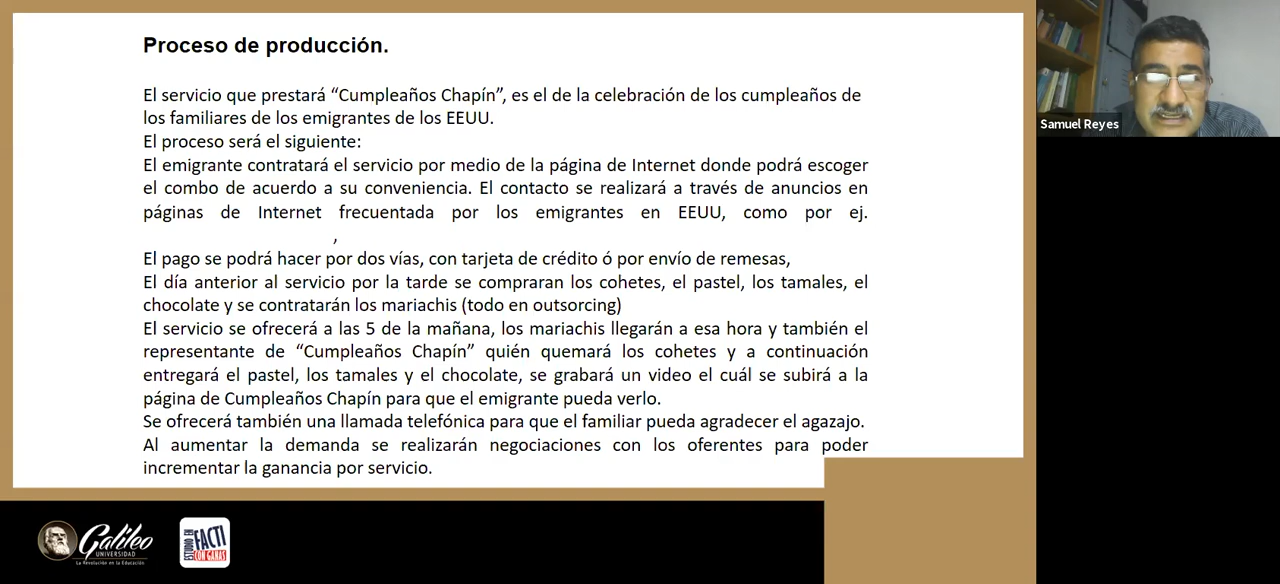 Proceso de producción.
El servicio que prestará “Cumpleaños Chapín”, es el de la celebración de los cumpleaños de
los familiares de los emigrantes de los EEUU.
El proceso será el siguiente:
El emigrante contratará el servicio por medio de la página de Internet donde podrá escoger
el combo de acuerdo a su conveniencia. El contacto se realizará a través de anuncios en
páginas de Internet frecuentada por los emigrantes en EEUU, como por ej.
,
El pago se podrá hacer por dos vías, con tarjeta de crédito ó por envío de remesas,
El día anterior al servicio por la tarde se compraran los cohetes, el pastel, los tamales, el
chocolate y se contratarán los mariachis (todo en outsorcing)
El servicio se ofrecerá a las 5 de la mañana, los mariachis llegarán a esa hora y también el
representante de “Cumpleaños Chapín” quién quemará los cohetes y a continuación
entregará el pastel, los tamales y el chocolate, se grabará un video el cuál se subirá a la
página de Cumpleaños Chapín para que el emigrante pueda verlo.
Se ofrecerá también una llamada telefónica para que el familiar pueda agradecer el agazajo.
Al aumentar la demanda se realizarán negociaciones con los oferentes para poder
incrementar la ganancia por servicio.
Samuel Reyes
Galileo
UNIVERSIDAD
La Revolución en la Educación
ESTUDIO EN
FACTI
CON GANAS